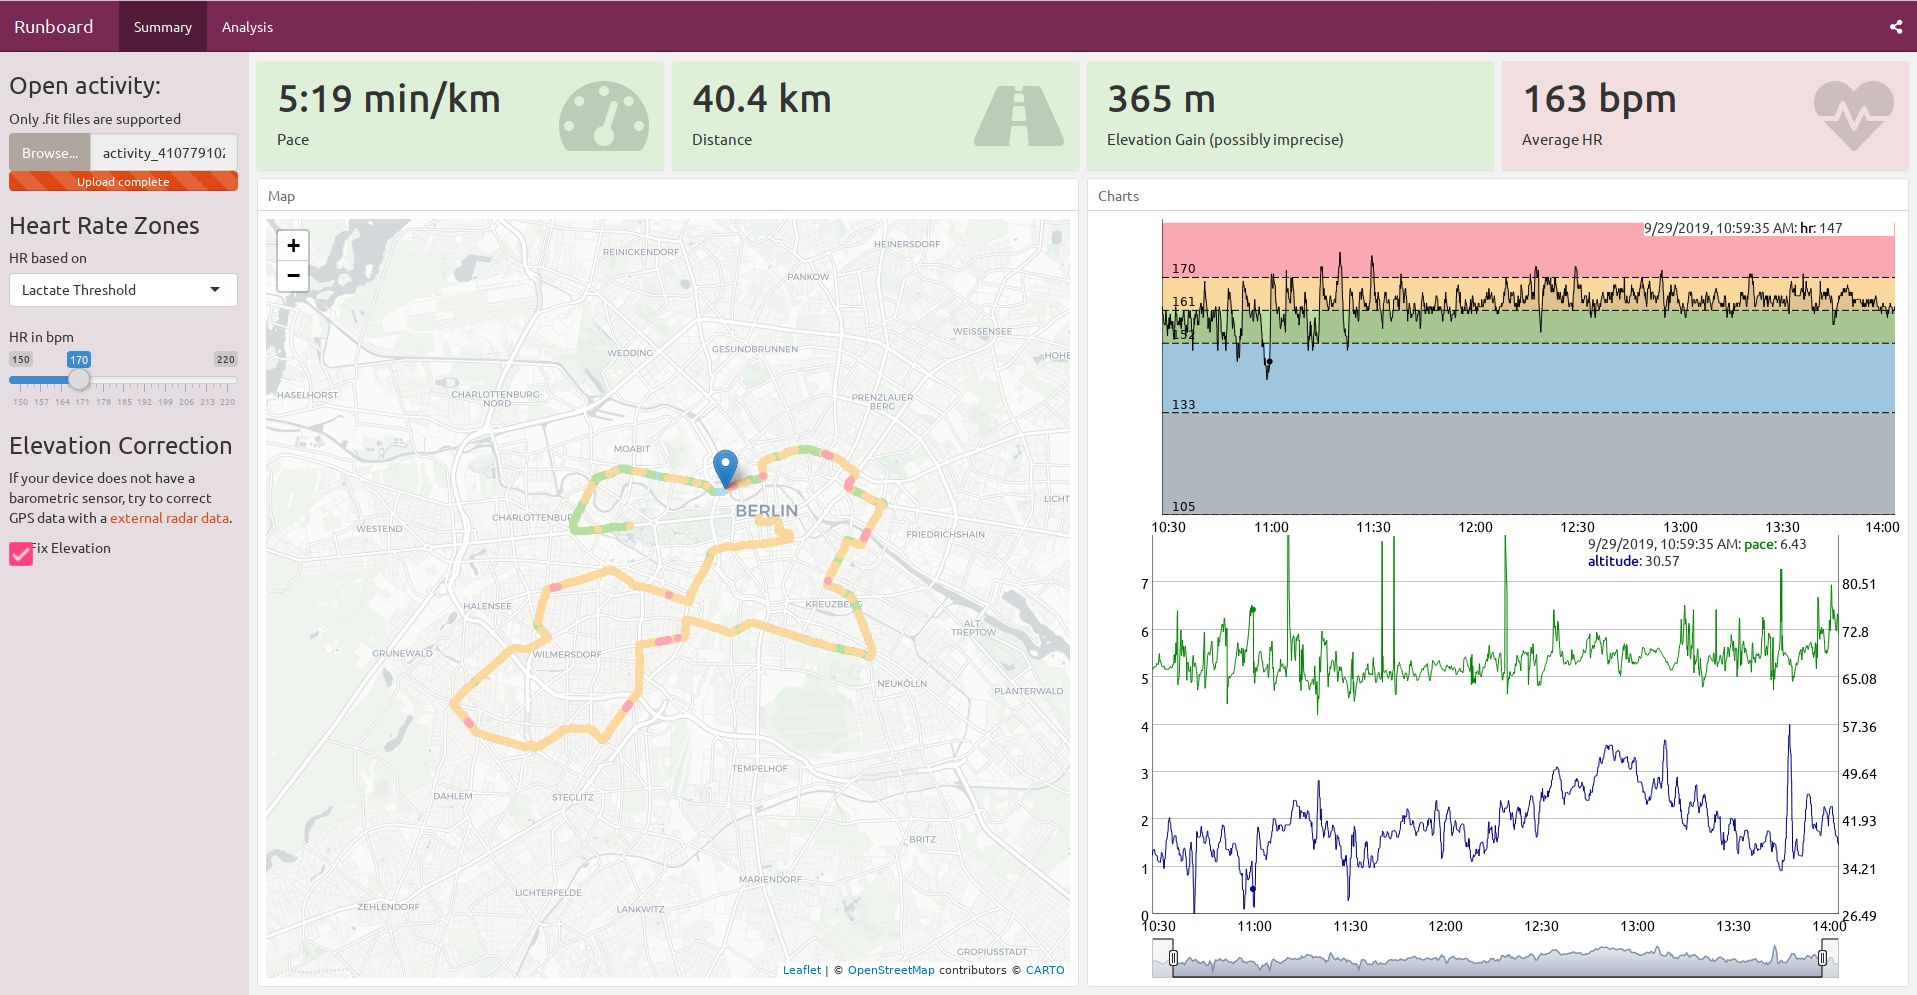 Runboard
Summary
Analysis
Open activity:
Only .fit files are supported
Browse...
activity_410779102
Upload complete
Heart Rate Zones
HR based on
Lactate Threshold
HR in bpm
150 170 220
150 157 164 171 178 185 192 199 206 213 220
Elevation Correction
If your device does not have a
barometric sensor, try to correct
GPS data with a external radar data.
Fix Elevation
5:19 min/km
Pace
40.4 km
Distance
365 m
Elevation Gain (possibly imprecise)
163 bpm
Average HR
Map
+
−
REINICKENDORF
HEINERSDORF
PANKOW
WEISSENSEE
GESUNDBRUNNEN
WEDDING
HOHE
HASELHORST
CHARLOTTENBURG-
NORD
PRENZLAUER
BERG
MOABIT
LICHT
BERLIN
CHARLOTTENBUR
WESTEND
FRIEDRICHSHAIN
HALENSEE
KREUZBERG
ALT-
TREPTOW
GRUNEWALD
WILMERSDORF
NEUKÖLLN
PLÄNTERWALD
TEMPELHOF
DAHLEM
STEGLITZ
BRITZ
MARIENDORF
LICHTERFELDE
ZEHLENDORF
LANKWITZ
GROPIUSSTADT
Leaflet | © OpenStreetMap contributors © CARTO
Charts
9/29/2019, 10:59:35 AM: hr: 147
170
161
152
133
105
10:30 11:00 11:30 12:00 12:30 13:00 13:30 14:00
9/29/2019, 10:59:35 AM: pace: 6.43
altitude: 30.57
7 80.51
6 72.8
5 65.08
4 57.36
3 49.64
2 41.93
1 34.21
0 26.49
10:30 11:00 11:30 12:00 12:30 13:00 13:30 14:00